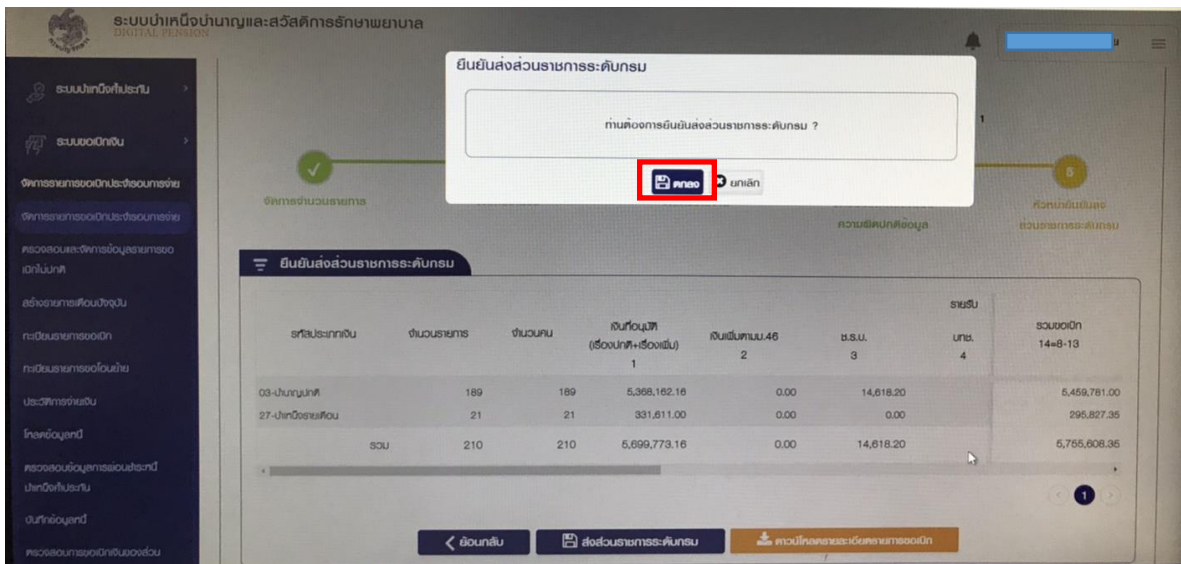 ระบบบำเหน็จบำนาญและสวัสดิการรักษาพยาบาล
DIGITAL PENSION
ยืนยันส่งส่วนราชการระดับกรม
ท่านต้องการยืนยันส่งส่วนราชการระดับกรม ?
ตกลง
ยกเลิก
ระบบบำเหน็จค้ำประกัน
ระบบขอเบิกเงิน
จัดการรายการขอเบิกประจำรอบการจ่าย
จัดการรายการขอเบิกประจำรอบการจ่าย
ตรวจสอบและจัดการข้อมูลรายการขอ
เบิกไม่ปกติ
สร้างรายการเดือนปัจจุบัน
ทะเบียนรายการขอเบิก
ทะเบียนรายการขอโอนย้าย
ประวัติการจ่ายเงิน
โหลดข้อมูลหนี้
ตรวจสอบข้อมูลการผ่อนชำระหนี้
บำเหน็จค้ำประกัน
บันทึกข้อมูลหนี้
ตรวจสอบการขอเบิกเงินของส่วน
1
5
จัดการจำนวนรายการ
ความผิดปกติข้อมูล
หัวหน้ายืนยันส่ง
ส่วนราชการระดับกรม
ยืนยันส่งส่วนราชการระดับกรม
รายรับ
รหัสประเภทเงิน จำนวนรายการ จำนวนคน เงินที่อนุมัติ (เรื่องปกติ+เรื่องเพิ่ม) 1 เงินเพิ่มตามม.46 2 ช.ร.บ. 3 บทช. 4 รวมขอเบิก 14=8-13
03-บำนาญปกติ 189 189 5,368,162.16 0.00 14,618.20 5,459,781.00
27-บำเหน็จรายเดือน 21 21 331,611.00 0.00 0.00 295,827.35
รวม 210 210 5,699,773.16 0.00 14,618.20 5,755,608.35
1
ย้อนกลับ
ส่งส่วนราชการระดับกรม
ดาวน์โหลดรายละเอียดรายการขอเบิก